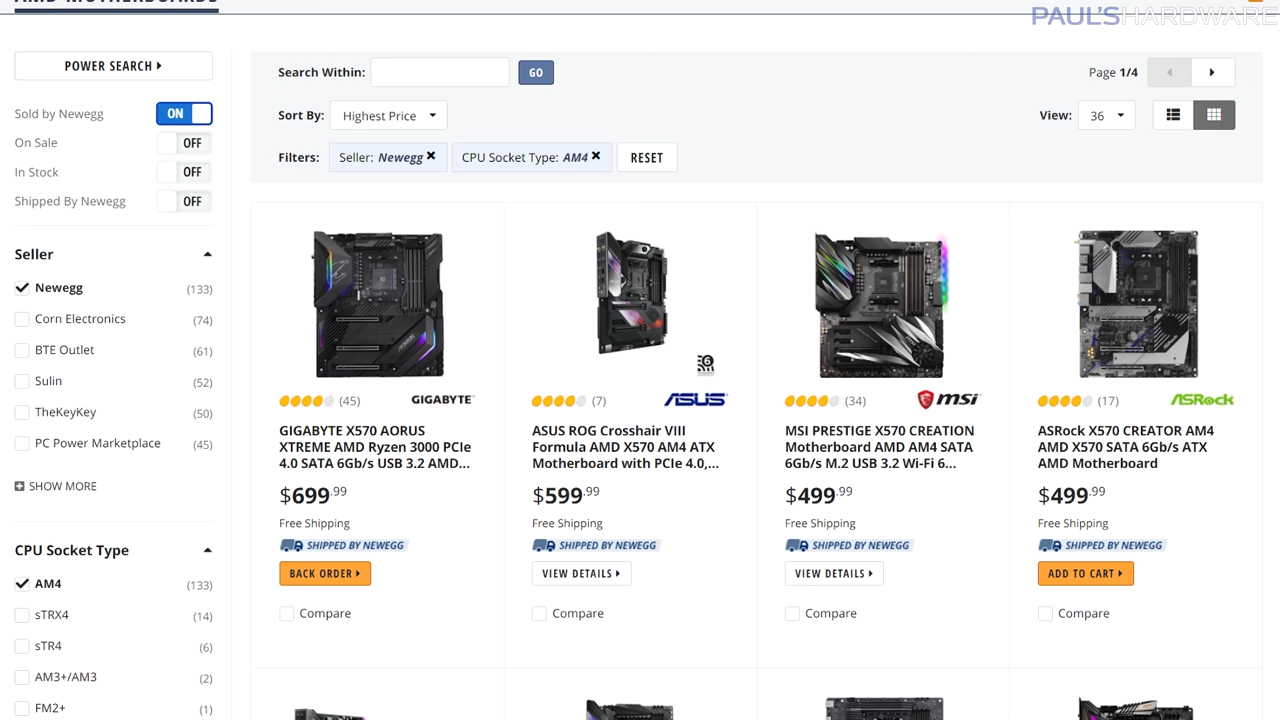 AMD MOTHERBOARDS
PAUL'S HARDWARE
POWER SEARCH
Sold by Newegg ON
On Sale OFF
In Stock OFF
Shipped By Newegg OFF
Seller
Newegg (133)
Corn Electronics (74)
BTE Outlet (61)
Sulin (52)
TheKeyKey (50)
PC Power Marketplace (45)
SHOW MORE
CPU Socket Type
AM4 (133)
sTRX4 (14)
sTR4 (6)
AM3+/AM3 (2)
FM2+ (1)
Search Within: GO
Page 1/4
Sort By: Highest Price
View: 36
Filters: Seller: Newegg CPU Socket Type: AM4 RESET
(45) GIGABYTE
GIGABYTE X570 AORUS
XTREME AMD Ryzen 3000 PCIe
4.0 SATA 6Gb/s USB 3.2 AMD...
$699.99
Free Shipping
SHIPPED BY NEWEGG
BACK ORDER
Compare
6
(7) ASUS
ASUS ROG Crosshair VIII
Formula AMD X570 AM4 ATX
Motherboard with PCIe 4.0,...
$599.99
Free Shipping
SHIPPED BY NEWEGG
VIEW DETAILS
Compare
(34) msi
MSI PRESTIGE X570 CREATION
Motherboard AMD AM4 SATA
6Gb/s M.2 USB 3.2 Wi-Fi 6...
$499.99
Free Shipping
SHIPPED BY NEWEGG
VIEW DETAILS
Compare
(17) ASRock
ASRock X570 CREATOR AM4
AMD X570 SATA 6Gb/s ATX
AMD Motherboard
$499.99
Free Shipping
SHIPPED BY NEWEGG
ADD TO CART
Compare